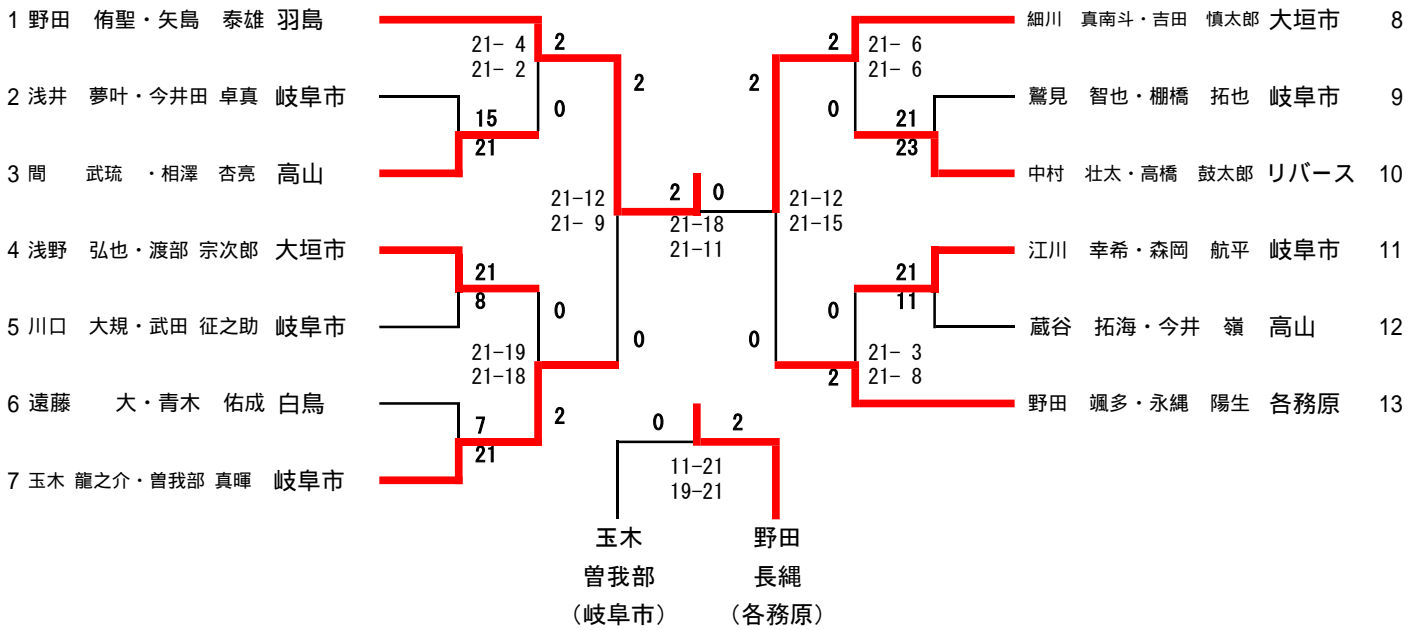 1 野田 侑聖・矢島 泰雄 羽島
2 浅井 夢叶・今井田 卓真 岐阜市
3 間 武琉 ・相澤 杏亮 高山
4 浅野 弘也・渡部 宗次郎 大垣市
5 川口 大規・武田 征之助 岐阜市
6 遠藤 大・青木 佑成 白鳥
7 玉木 龍之介・曽我部 真暉 岐阜市
21- 4
21- 2
2
0
15
21
21
8
0
21-19
21-18
7
21
2
2
21-12
21- 9
0
2 0
21-18
21-11
2
21-12
21-15
0
2
21- 6
21- 6
0
21
23
21
11
0
21- 3
21- 8
2
細川 真南斗・吉田 慎太郎 大垣市 8
鷲見 智也・棚橋 拓也 岐阜市 9
中村 壮太・高橋 鼓太郎 リバース 10
江川 幸希・森岡 航平 岐阜市 11
蔵谷 拓海・今井 嶺 高山 12
野田 颯多・永縄 陽生 各務原 13
0 2
11-21
19-21
玉木 野田
曽我部 長縄
（岐阜市） （各務原）